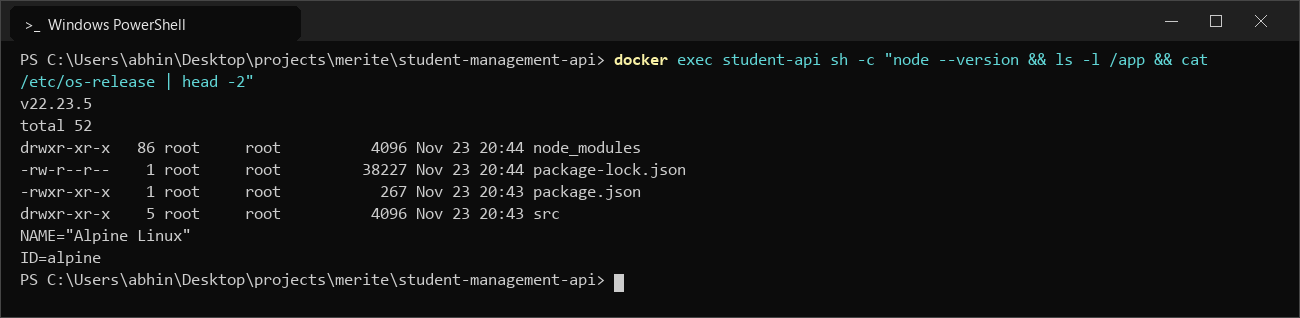 >_ Windows PowerShell
PS C:\Users\abhin\Desktop\projects\merite\student-management-api> docker exec student-api sh -c "node --version && ls -l /app && cat
/etc/os-release | head -2"
v22.23.5
total 52
drwxr-xr-x   86 root     root          4096 Nov 23 20:44 node_modules
-rw-r--r--    1 root     root         38227 Nov 23 20:44 package-lock.json
-rwxr-xr-x    1 root     root           267 Nov 23 20:43 package.json
drwxr-xr-x    5 root     root          4096 Nov 23 20:43 src
NAME="Alpine Linux"
ID=alpine
PS C:\Users\abhin\Desktop\projects\merite\student-management-api>